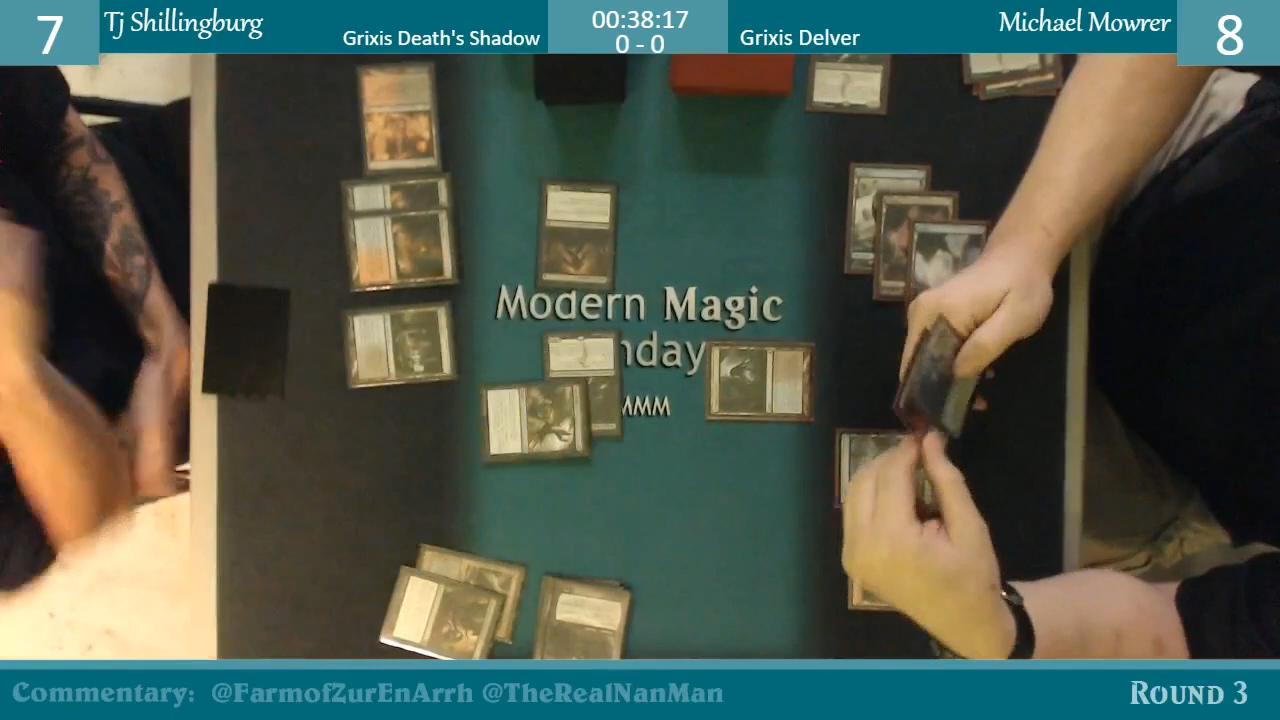 7
Tj Shillingburg
Grixis Death's Shadow
00:38:17
0 - 0
Grixis Delver
Michael Mowrer
8
Modern Magic
nday
MMM
Commentary: @FarmofZurEnArrh @TheRealNanMan
Round 3